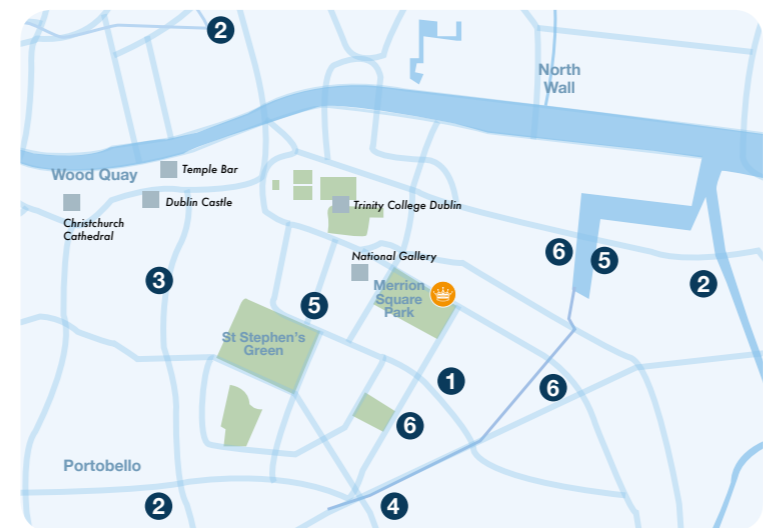 2
North
Wall
Wood Quay
Temple Bar
Dublin Castle
Christchurch
Cathedral
Trinity College Dublin
National Gallery
6
5
2
3
5
Merrion
Square
Park
St Stephen's
Green
1
6
6
Portobello
2
4